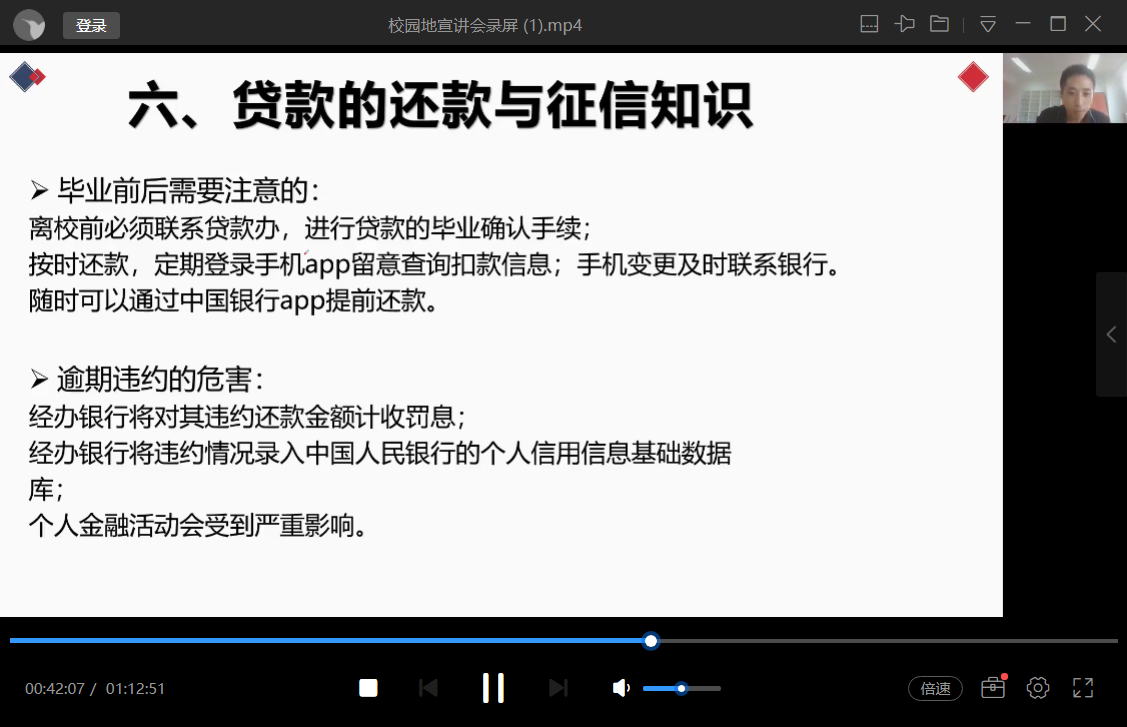 登录
校园地宣讲会录屏 (1).mp4
六、贷款的还款与征信知识
➢ 毕业前后需要注意的：
离校前必须联系贷款办，进行贷款的毕业确认手续；
按时还款，定期登录手机app留意查询扣款信息；手机变更及时联系银行。
随时可以通过中国银行app提前还款。
➢ 逾期违约的危害：
经办银行将对其违约还款金额计收罚息；
经办银行将违约情况录入中国人民银行的个人信用信息基础数据
库；
个人金融活动会受到严重影响。
00:42:07 / 01:12:51
倍速